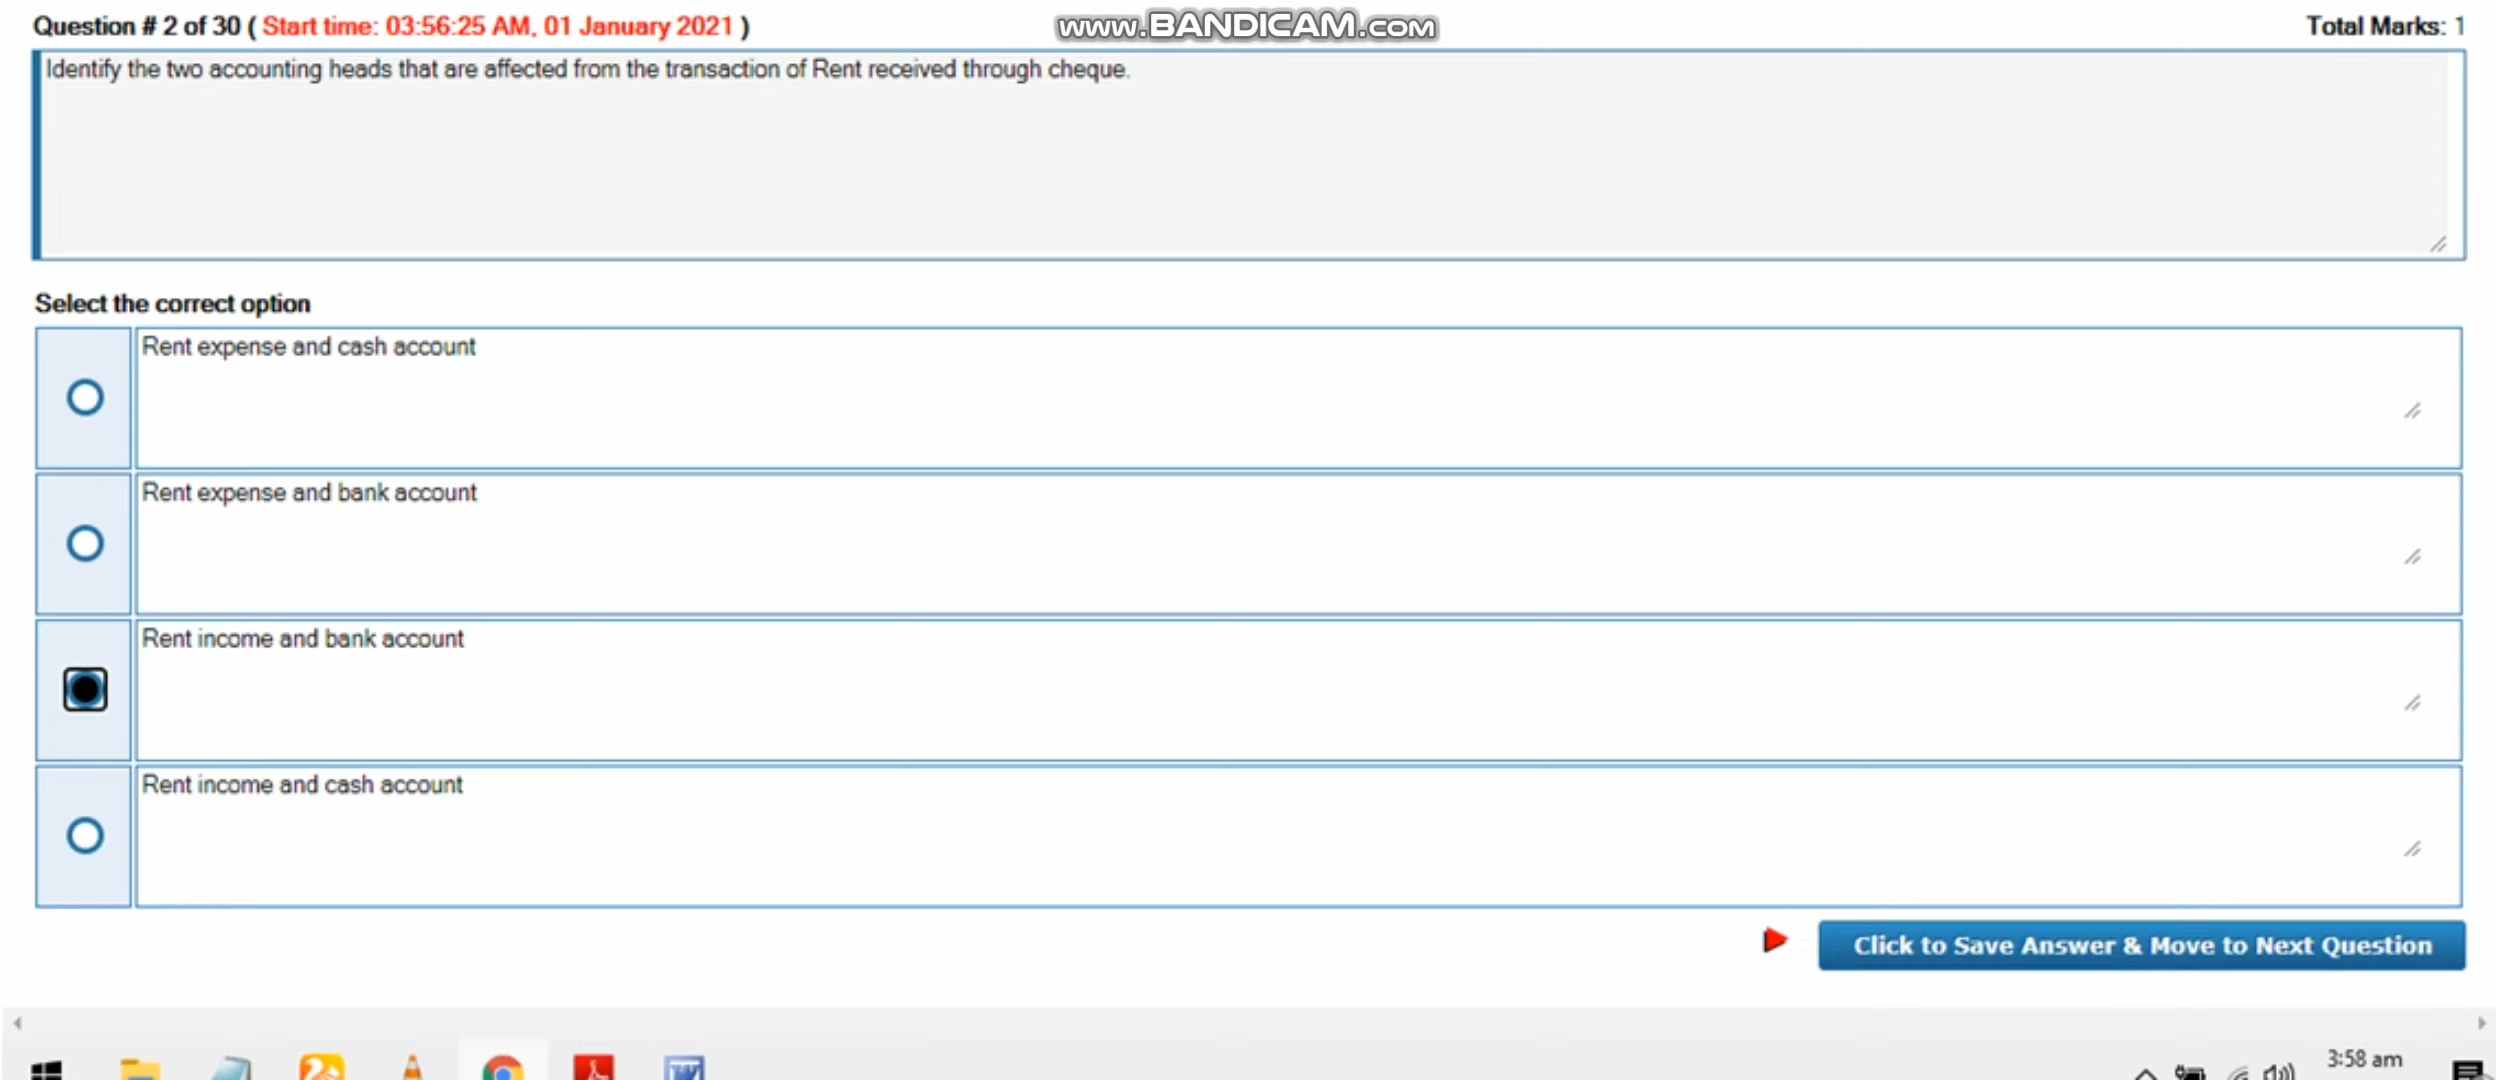 Question # 2 of 30 ( Start time: 03:56:25 AM, 01 January 2021 )
www.BANDICAM.com
Total Marks: 1
Identify the two accounting heads that are affected from the transaction of Rent received through cheque.
Select the correct option
Rent expense and cash account
Rent expense and bank account
Rent income and bank account
Rent income and cash account
Click to Save Answer & Move to Next Question
3:58 am